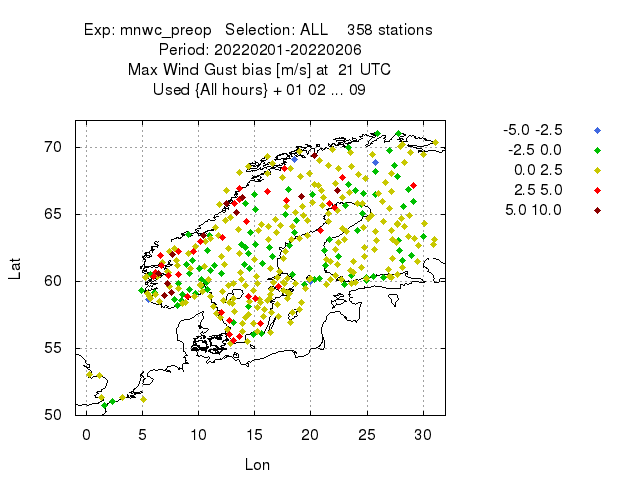 Exp: mnwc_preop   Selection: ALL    358 stations
Period: 20220201-20220206
Max Wind Gust bias [m/s] at  21 UTC
Used {All hours} + 01 02 ... 09
-5.0 -2.5
-2.5 0.0
0.0 2.5
2.5 5.0
5.0 10.0
70
65
60
55
50
Lat
0 5 10 15 20 25 30
Lon